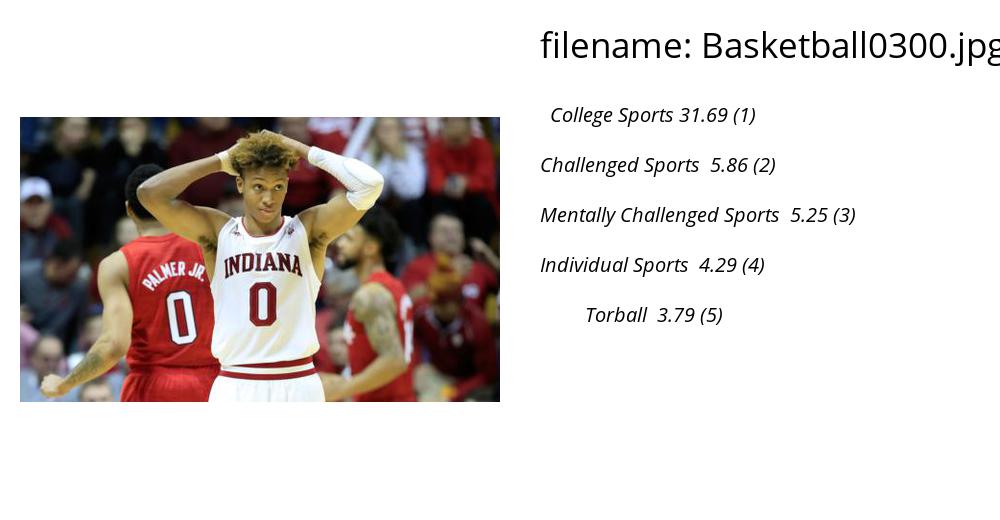 filename: Basketball0300.jpg
College Sports 31.69 (1)
Challenged Sports 5.86 (2)
Mentally Challenged Sports 5.25 (3)
Individual Sports 4.29 (4)
Torball 3.79 (5)
PALMER JR.
0
INDIANA
0